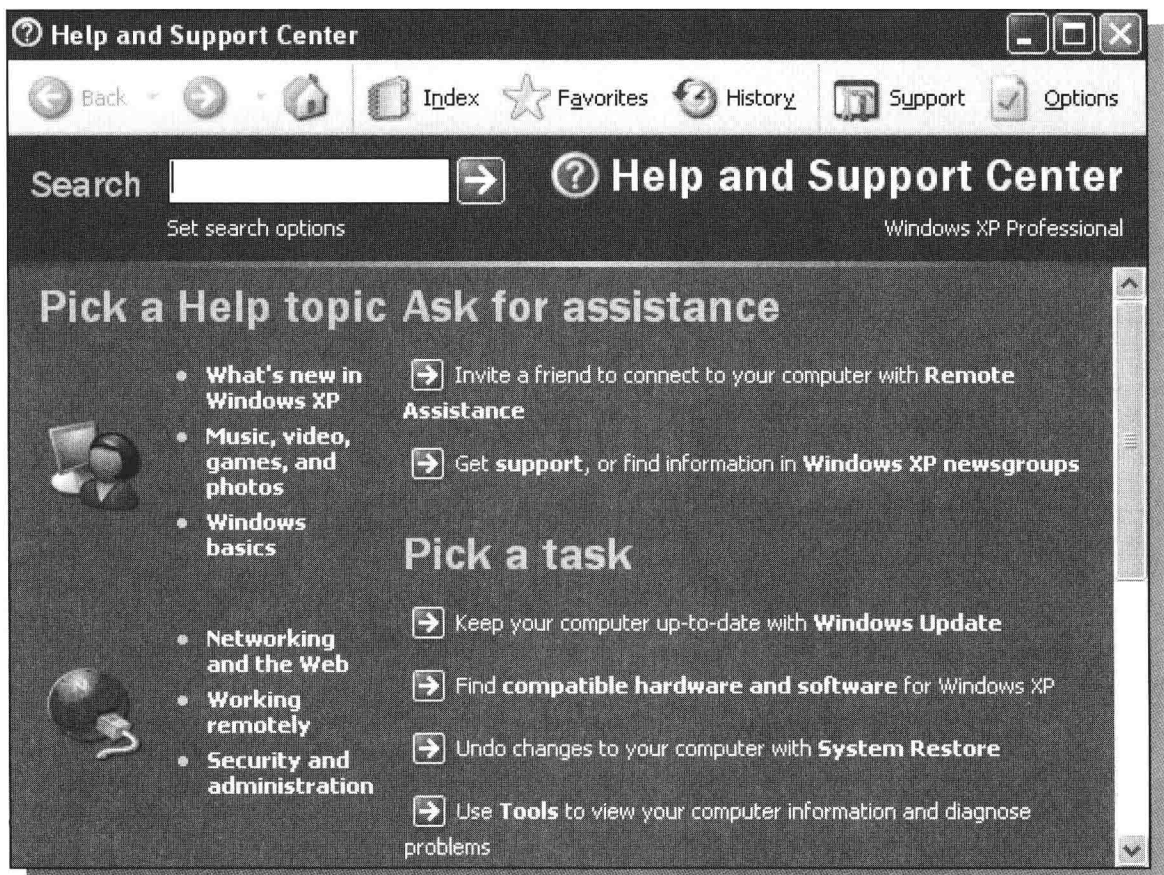 Help and Support Center
Back
Index
Favorites
History
Support
Options
Search
Set search options
Help and Support Center
Windows XP Professional
Pick a Help topic
What's new in
Windows XP
Music, video,
games, and
photos
Windows
basics
Networking
and the Web
Working
remotely
Security and
administration
Ask for assistance
Invite a friend to connect to your computer with Remote
Assistance
Get support, or find information in Windows XP newsgroups
Pick a task
Keep your computer up-to-date with Windows Update
Find compatible hardware and software for Windows XP
Undo changes to your computer with System Restore
Use Tools to view your computer information and diagnose
problems